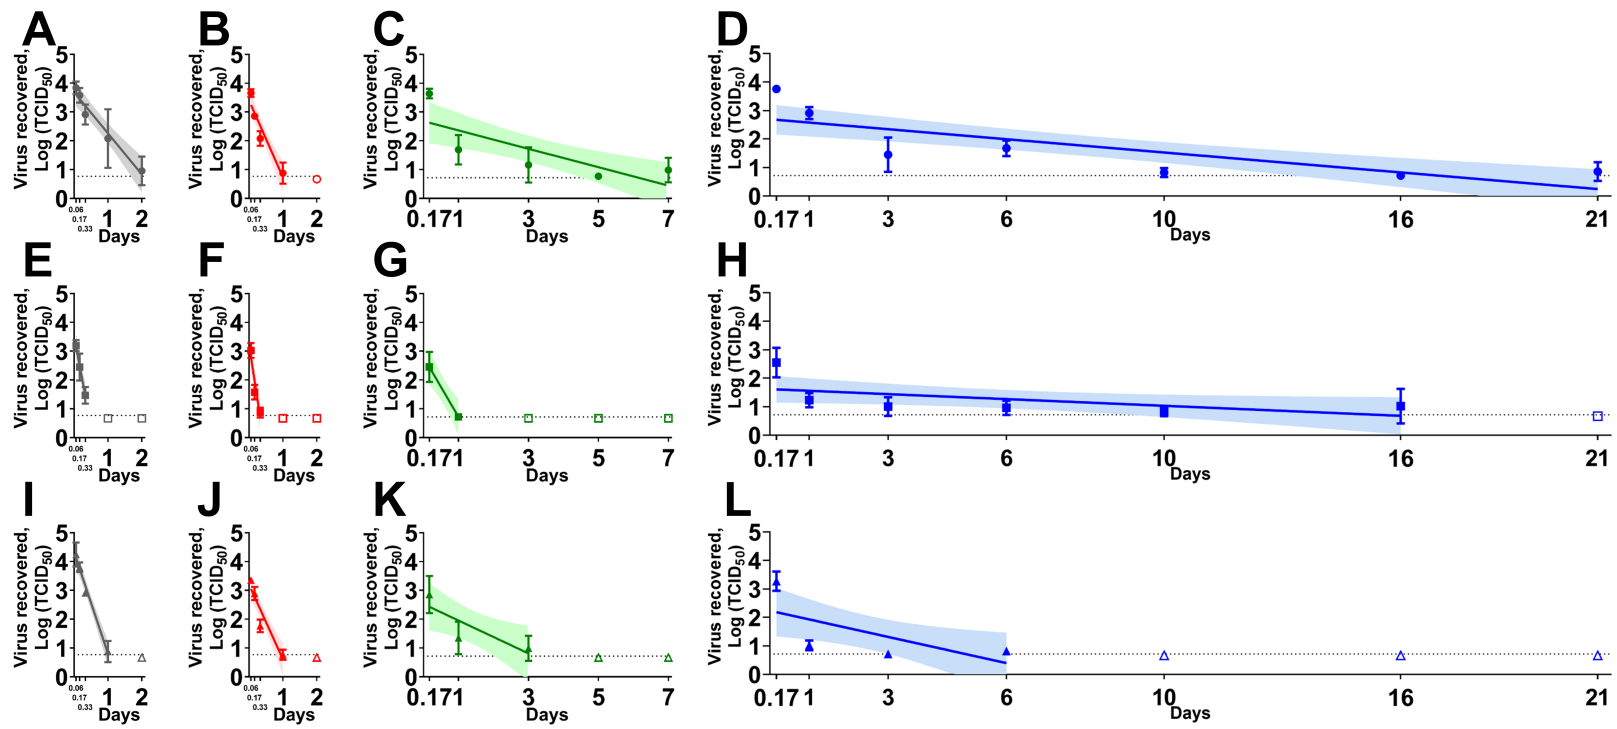 A
Virus recovered,
Log (TCID50)
5
4
3
2
1
0
0.06
0.17
0.33
1
2
Days
B
Virus recovered,
Log (TCID50)
5
4
3
2
1
0
0.06
0.17
0.33
1
2
Days
C
Virus recovered,
Log (TCID50)
5
4
3
2
1
0
0.17 1 3 5 7
Days
D
Virus recovered,
Log (TCID50)
5
4
3
2
1
0
0.17 1 3 6 10 16 21
Days
E
Virus recovered,
Log (TCID50)
5
4
3
2
1
0
0.06
0.17
0.33
1
2
Days
F
Virus recovered,
Log (TCID50)
5
4
3
2
1
0
0.06
0.17
0.33
1
2
Days
G
Virus recovered,
Log (TCID50)
5
4
3
2
1
0
0.17 1 3 5 7
Days
H
Virus recovered,
Log (TCID50)
5
4
3
2
1
0
0.17 1 3 6 10 16 21
Days
I
Virus recovered,
Log (TCID50)
5
4
3
2
1
0
0.06
0.17
0.33
1
2
Days
J
Virus recovered,
Log (TCID50)
5
4
3
2
1
0
0.06
0.17
0.33
1
2
Days
K
Virus recovered,
Log (TCID50)
5
4
3
2
1
0
0.17 1 3 5 7
Days
L
Virus recovered,
Log (TCID50)
5
4
3
2
1
0
0.17 1 3 6 10 16 21
Days